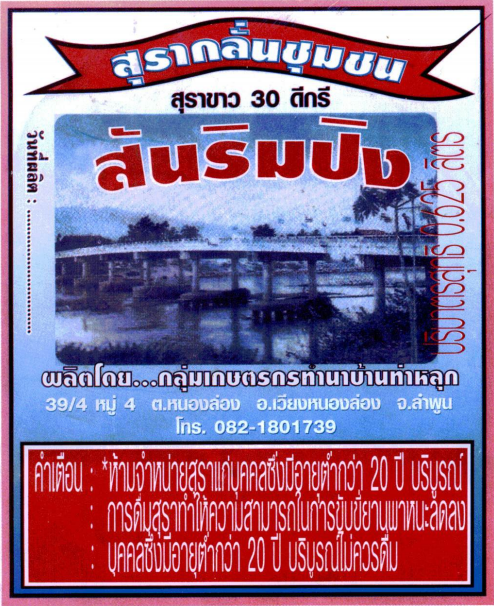 สุรากลั่นชุมชน
สุราขาว 30 ดีกรี
สันริมปิง
วันที่ผลิต : ........................
ปริมาตรสุทธิ 0.625 ลิตร
ผลิตโดย...กลุ่มเกษตรกรทำนาบ้านท่าหลุก
39/4 หมู่ 4 ต.หนองล่อง อ.เวียงหนองล่อง จ.ลำพูน
โทร. 082-1801739
คำเตือน : *ห้ามจำหน่ายสุราแก่บุคคลซึ่งมีอายุต่ำกว่า 20 ปี บริบูรณ์
: การดื่มสุราทำให้ความสามารถในการขับขี่ยานพาหนะลดลง
: บุคคลซึ่งมีอายุต่ำกว่า 20 ปี บริบูรณ์ไม่ควรดื่ม